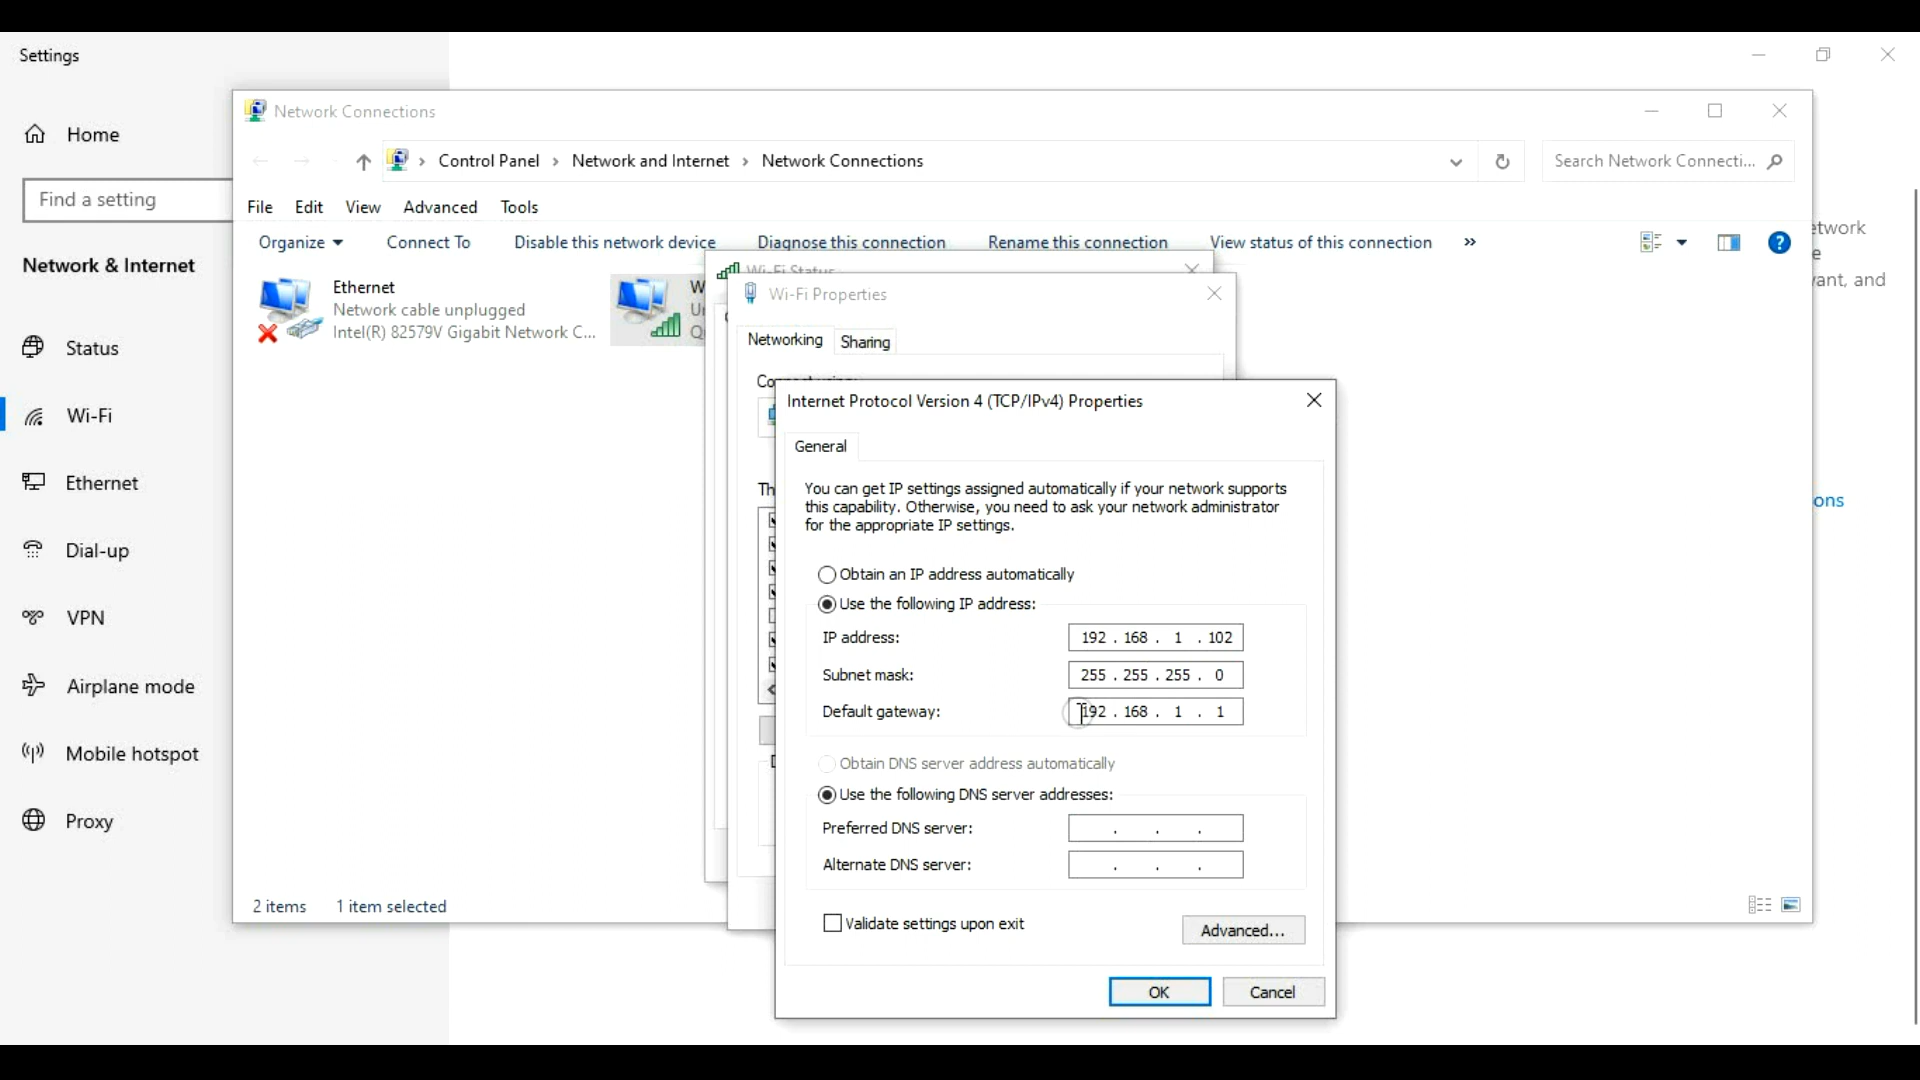 Settings
Home
Find a setting
Network & Internet
Status
Wi-Fi
Ethernet
Dial-up
VPN
Airplane mode
Mobile hotspot
Proxy
Network Connections
Control Panel › Network and Internet › Network Connections
Search Network Connecti...
File Edit View Advanced Tools
Organize Connect To Disable this network device Diagnose this connection Rename this connection View status of this connection »
Ethernet
Network cable unplugged
Intel(R) 82579V Gigabit Network C...
2 items 1 item selected
Wi-Fi Status
Wi-Fi Properties
Networking Sharing
Internet Protocol Version 4 (TCP/IPv4) Properties
General
You can get IP settings assigned automatically if your network supports
this capability. Otherwise, you need to ask your network administrator
for the appropriate IP settings.
Obtain an IP address automatically
Use the following IP address:
IP address: 192 . 168 . 1 . 102
Subnet mask: 255 . 255 . 255 . 0
Default gateway: 192 . 168 . 1 . 1
Obtain DNS server address automatically
Use the following DNS server addresses:
Preferred DNS server: . . .
Alternate DNS server: . . .
Validate settings upon exit
Advanced...
OK Cancel